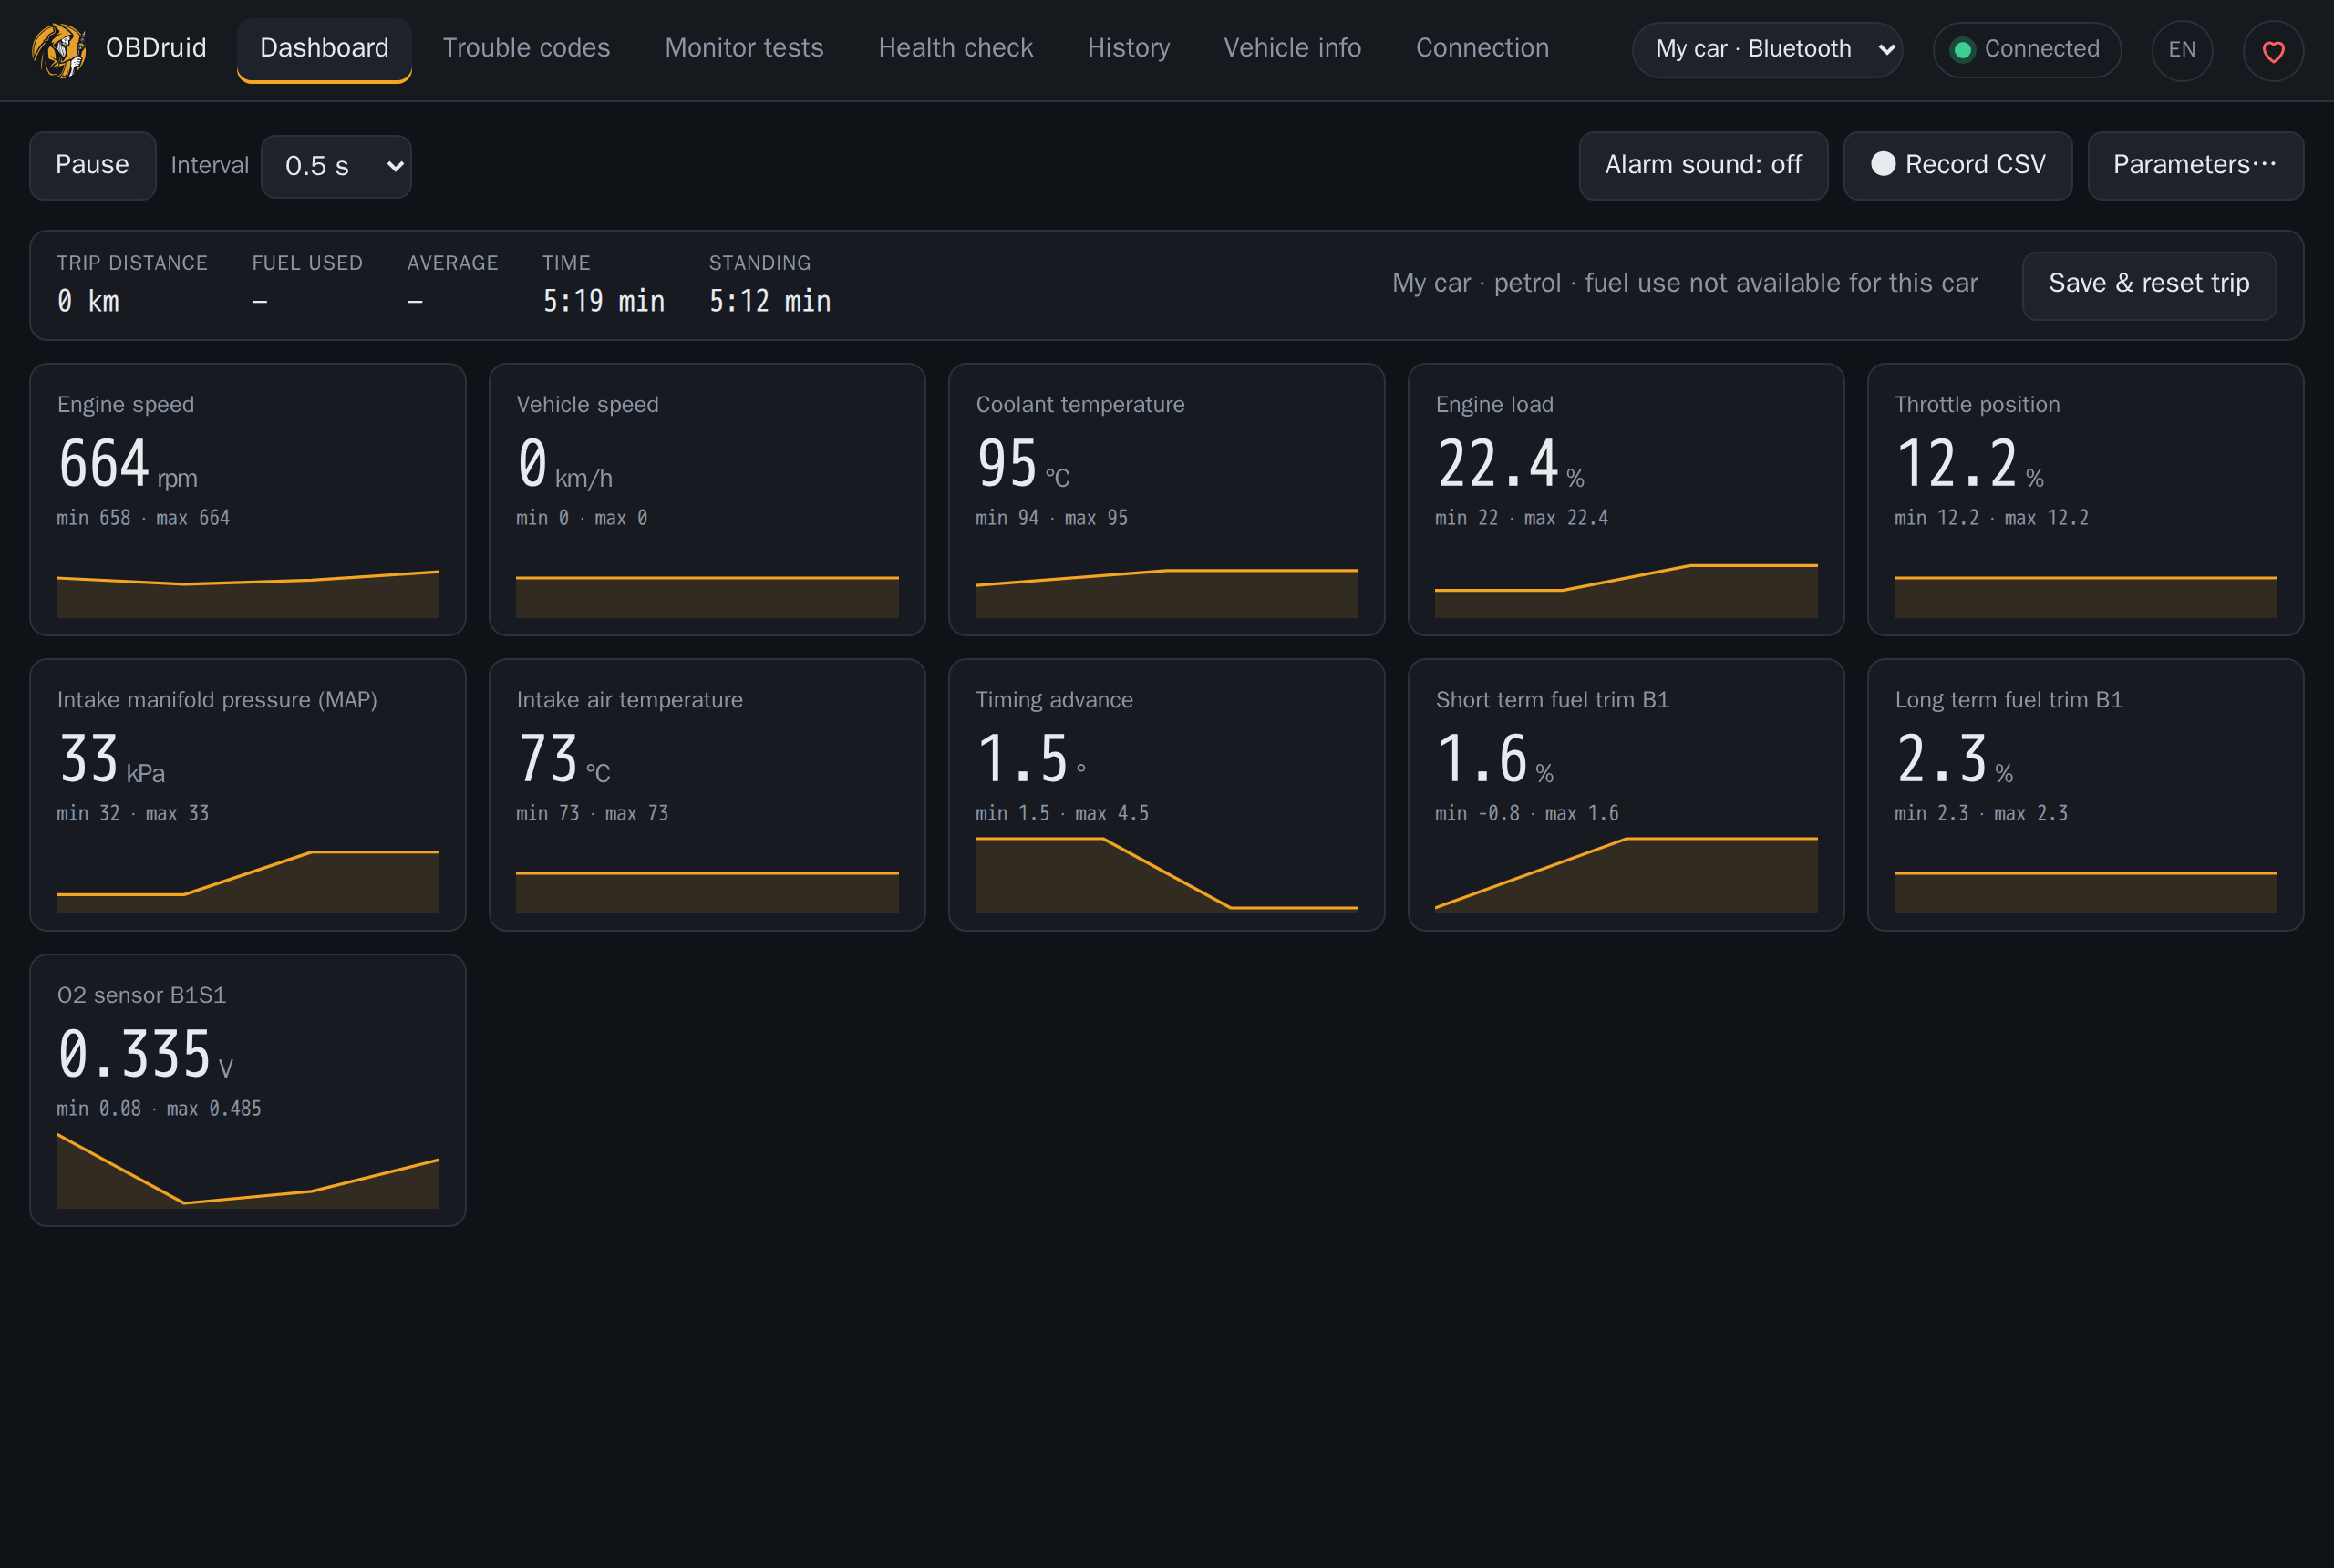 OBDruid Dashboard Trouble codes Monitor tests Health check History Vehicle info Connection My car · Bluetooth Connected EN
Pause Interval 0.5 s Alarm sound: off Record CSV Parameters…
TRIP DISTANCE FUEL USED AVERAGE TIME STANDING
0 km – – 5:19 min 5:12 min
My car · petrol · fuel use not available for this car Save & reset trip
Engine speed
664 rpm
min 658 · max 664
Vehicle speed
0 km/h
min 0 · max 0
Coolant temperature
95 °C
min 94 · max 95
Engine load
22.4 %
min 22 · max 22.4
Throttle position
12.2 %
min 12.2 · max 12.2
Intake manifold pressure (MAP)
33 kPa
min 32 · max 33
Intake air temperature
73 °C
min 73 · max 73
Timing advance
1.5 °
min 1.5 · max 4.5
Short term fuel trim B1
1.6 %
min -0.8 · max 1.6
Long term fuel trim B1
2.3 %
min 2.3 · max 2.3
O2 sensor B1S1
0.335 V
min 0.08 · max 0.485